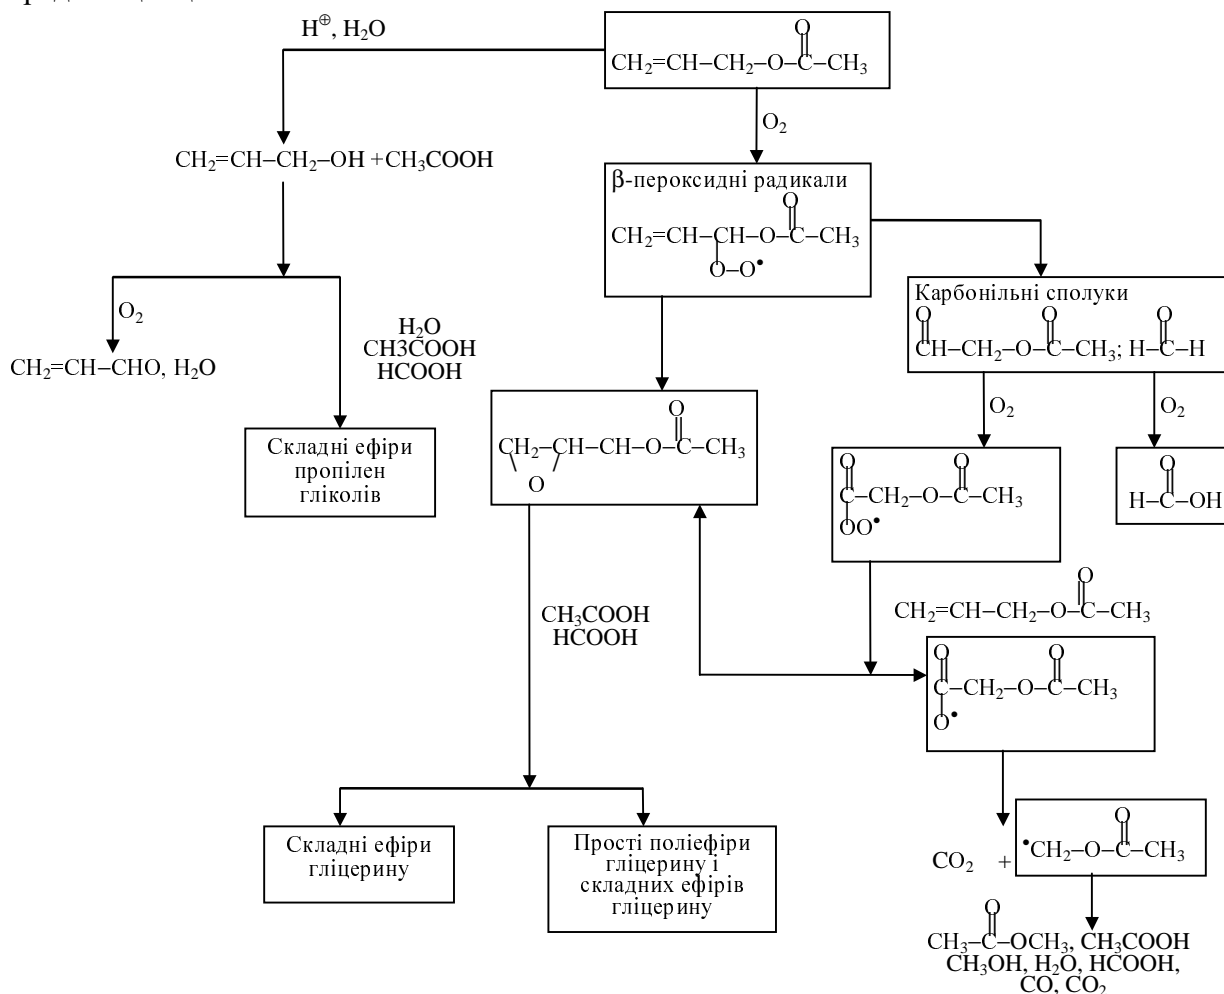 H⊕, H₂O
O
CH₂=CH–CH₂–O–C–CH₃
O₂
CH₂=CH–CH₂–OH + CH₃COOH
β-пероксидні радикали
O
CH₂=CH–CH–O–C–CH₃
O–O•
Карбонільні сполуки
O O O
CH–CH₂–O–C–CH₃; H–C–H
O₂
CH₂=CH–CHO, H₂O
H₂O
CH3COOH
HCOOH
O₂
O₂
Складні ефіри
пропілен
гліколів
O
CH₂–CH–CH–O–C–CH₃
O
O O
C–CH₂–O–C–CH₃
OO•
O
H–C–OH
O
CH₂=CH–CH₂–O–C–CH₃
CH₃COOH
HCOOH
O O
C–CH₂–O–C–CH₃
O•
Складні ефіри
гліцерину
Прості поліефіри
гліцерину і
складних ефірів
гліцерину
CO₂ +
O
•CH₂–O–C–CH₃
O
CH₃–C–OCH₃, CH₃COOH
CH₃OH, H₂O, HCOOH,
CO, CO₂